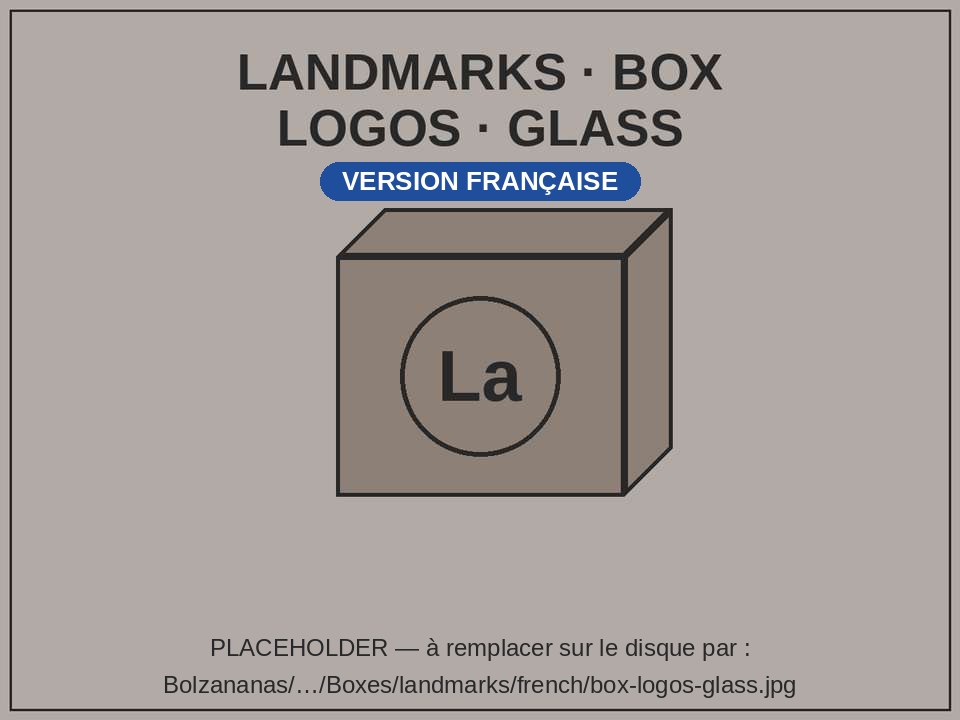 LANDMARKS · BOX
LOGOS · GLASS
VERSION FRANÇAISE
La
PLACEHOLDER — à remplacer sur le disque par :
Bolzananas/…/Boxes/landmarks/french/box-logos-glass.jpg